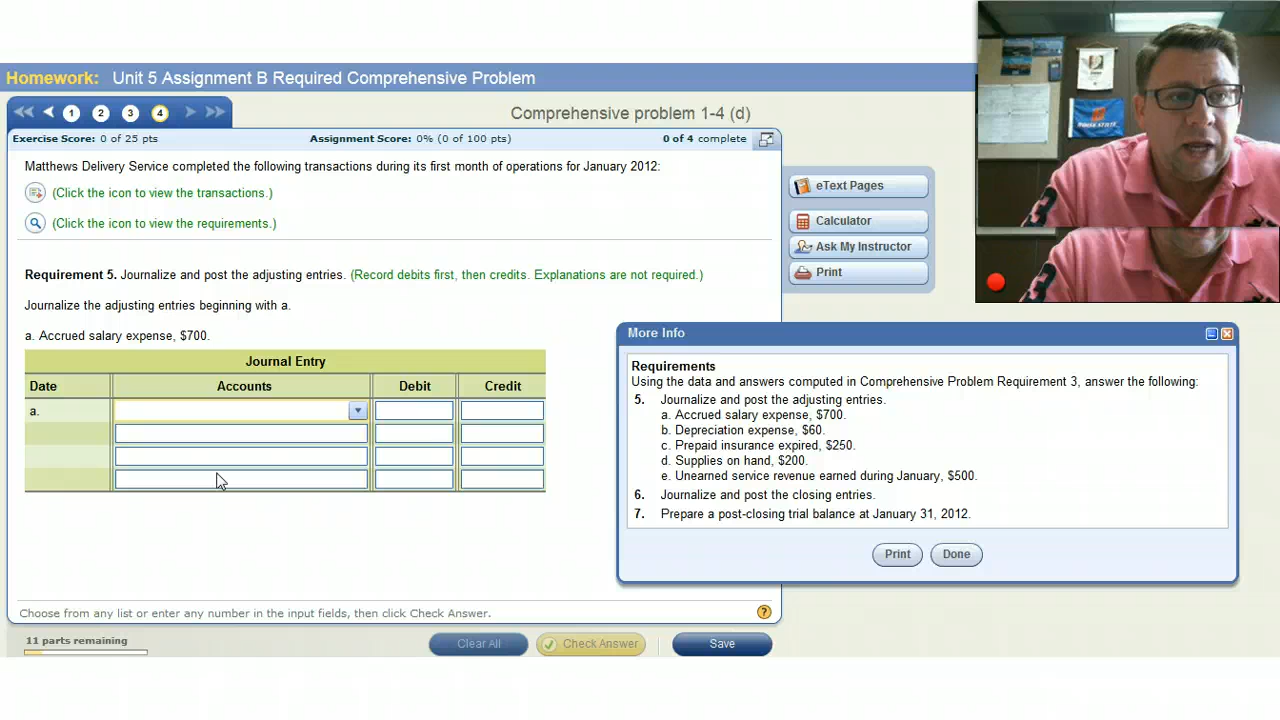 Homework: Unit 5 Assignment B Required Comprehensive Problem
1 2 3 4
Comprehensive problem 1-4 (d)
Exercise Score: 0 of 25 pts Assignment Score: 0% (0 of 100 pts) 0 of 4 complete
Matthews Delivery Service completed the following transactions during its first month of operations for January 2012:
(Click the icon to view the transactions.)
(Click the icon to view the requirements.)
Requirement 5. Journalize and post the adjusting entries. (Record debits first, then credits. Explanations are not required.)
Journalize the adjusting entries beginning with a.
a. Accrued salary expense, $700.
Journal Entry
Date Accounts Debit Credit
a.
eText Pages
Calculator
Ask My Instructor
Print
More Info
Requirements
Using the data and answers computed in Comprehensive Problem Requirement 3, answer the following:
5. Journalize and post the adjusting entries.
a. Accrued salary expense, $700.
b. Depreciation expense, $60.
c. Prepaid insurance expired, $250.
d. Supplies on hand, $200.
e. Unearned service revenue earned during January, $500.
6. Journalize and post the closing entries.
7. Prepare a post-closing trial balance at January 31, 2012.
Print Done
Choose from any list or enter any number in the input fields, then click Check Answer.
?
11 parts remaining
Clear All Check Answer Save